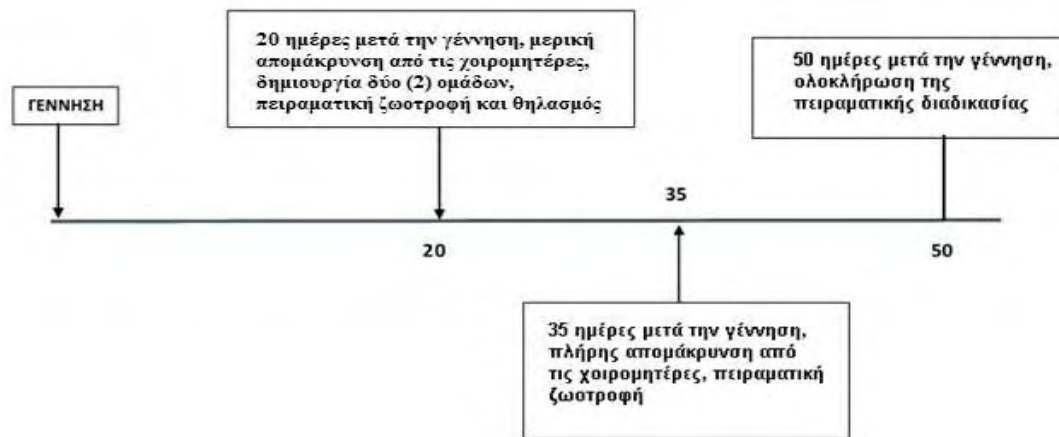 20 ημέρες μετά την γέννηση, μερική
απομάκρυνση από τις χοιρομητέρες,
δημιουργία δύο (2) ομάδων,
πειραματική ζωοτροφή και θηλασμός
50 ημέρες μετά την γέννηση,
ολοκλήρωση της
πειραματικής διαδικασίας
ΓΕΝΝΗΣΗ
35
20
50
35 ημέρες μετά την γέννηση,
πλήρης απομάκρυνση από
τις χοιρομητέρες, πειραματική
ζωοτροφή